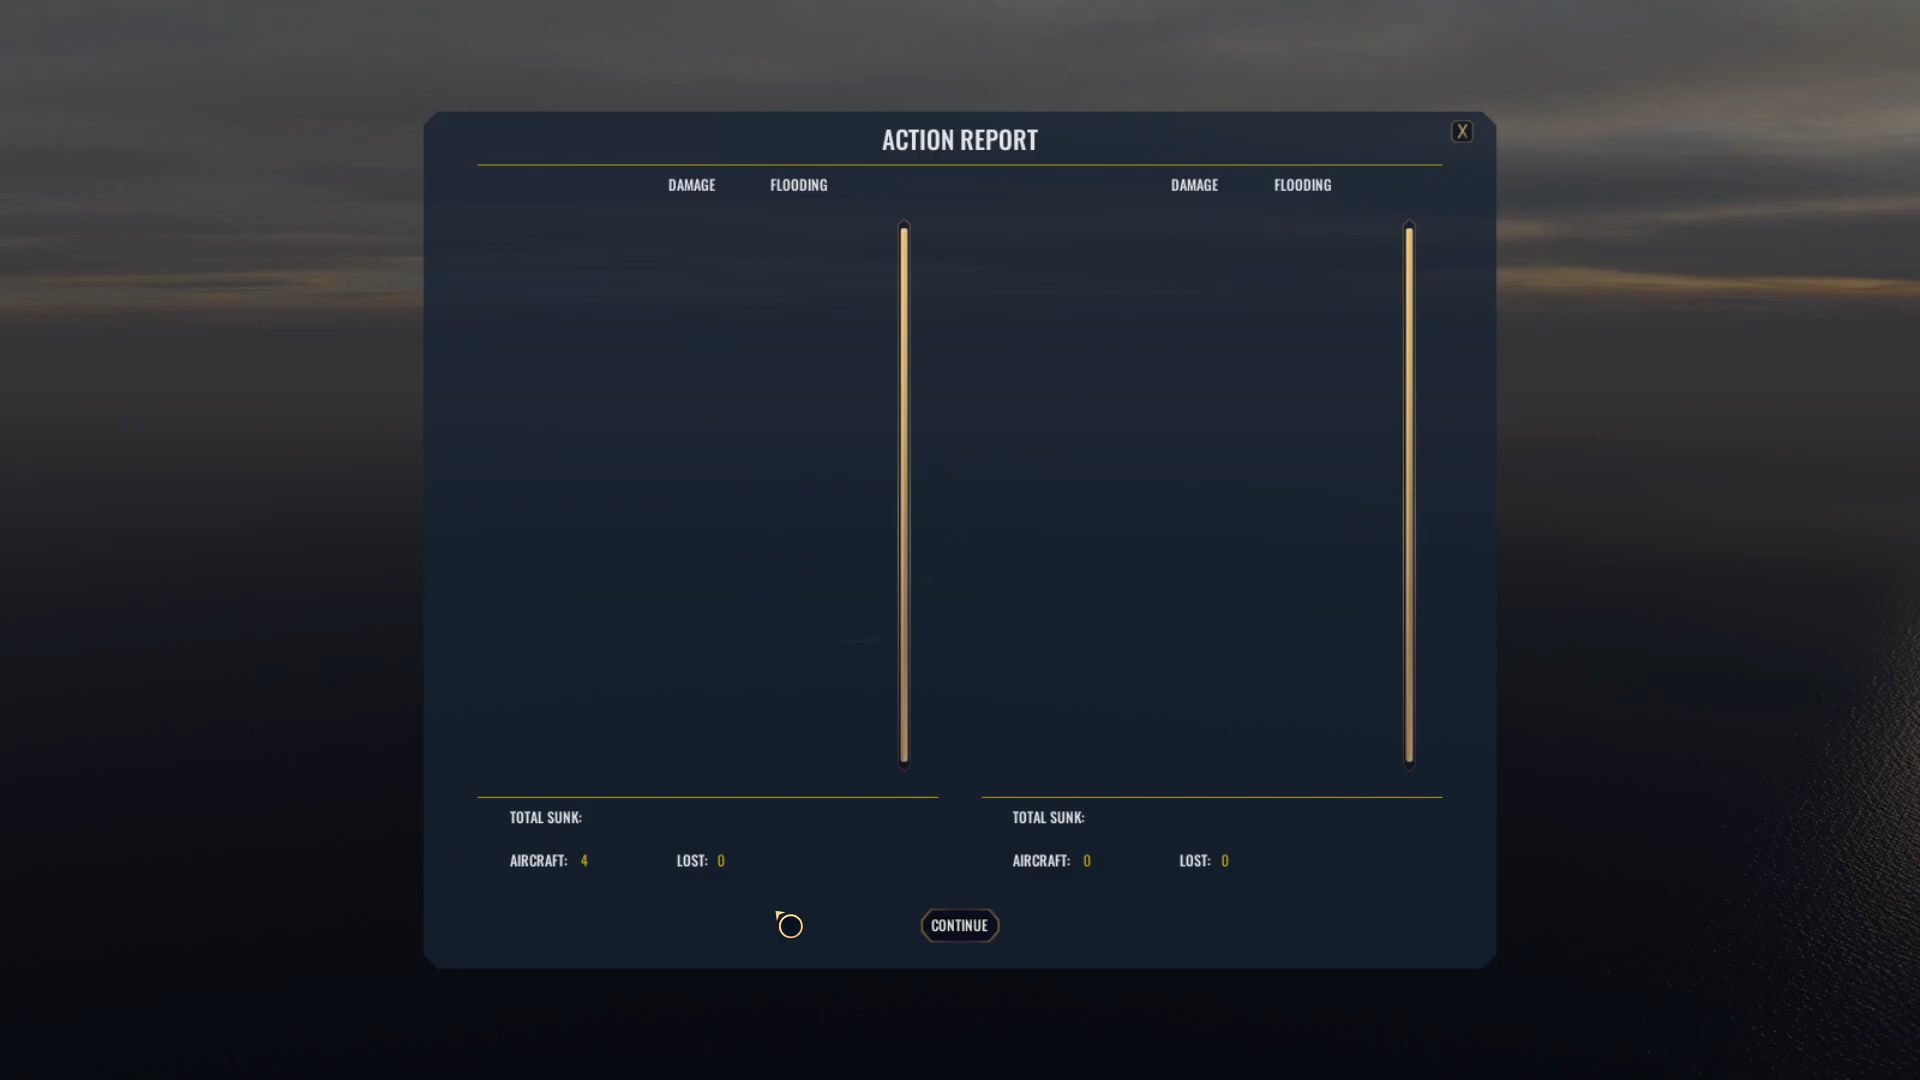 ACTION REPORT
X
DAMAGE FLOODING DAMAGE FLOODING
TOTAL SUNK: TOTAL SUNK:
AIRCRAFT: 4 LOST: 0 AIRCRAFT: 0 LOST: 0
CONTINUE